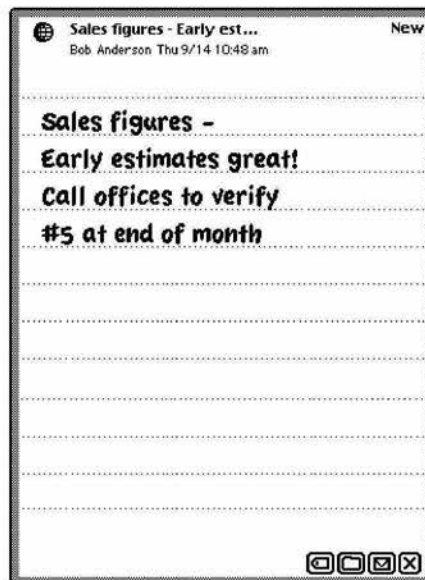 Sales figures - Early est...
New
Bob Anderson Thu 9/14 10:48 am
Sales figures -
Early estimates great!
Call offices to verify
#s at end of month